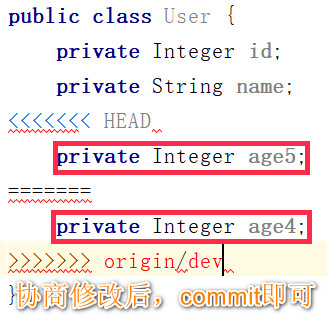 public class User {
    private Integer id;
    private String name;
<<<<<<< HEAD
    private Integer age5;
=======
    private Integer age4;
>>>>>>> origin/dev
}
协商修改后，commit即可